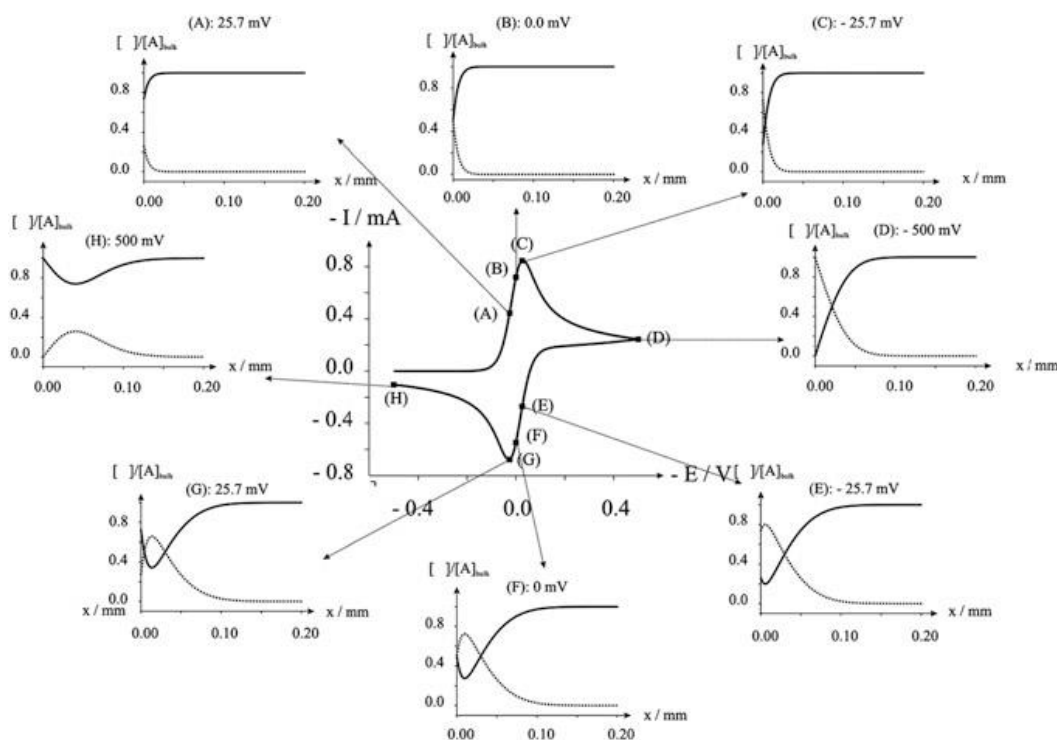 (A): 25.7 mV
[ ]/[A]bulk
0.8
0.4
0.0
0.00 0.10 0.20
x / mm
(B): 0.0 mV
[ ]/[A]bulk
0.8
0.4
0.0
0.00 0.10 0.20
x / mm
(C): - 25.7 mV
[ ]/[A]bulk
0.8
0.4
0.0
0.00 0.10 0.20
x / mm
[ ]/[A]bulk
(H): 500 mV
0.8
0.4
0.0
0.00 0.10 0.20
x / mm
- I / mA
0.8
0.4
0.0
- 0.4
- 0.8
(A)
(B)
(C)
(D)
(E)
(F)
(G)
(H)
- 0.4 0.0 0.4
- E / V
[ ]/[A]bulk
(D): - 500 mV
0.8
0.4
0.0
0.00 0.10 0.20
x / mm
[ ]/[A]bulk
(G): 25.7 mV
0.8
0.4
0.0
x / mm
0.00 0.10 0.20
[ ]/[A]bulk
(F): 0 mV
0.8
0.4
0.0
0.00 0.10 0.20
x / mm
[ ]/[A]bulk
(E): - 25.7 mV
0.8
0.4
0.0
0.00 0.10 0.20
x / mm